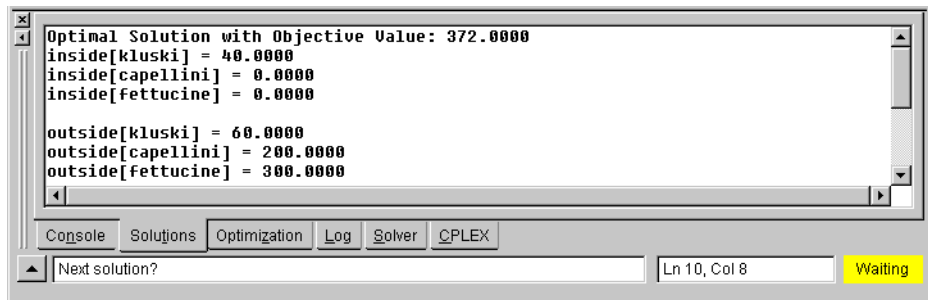 Optimal Solution with Objective Value: 372.0000
inside[kluski] = 40.0000
inside[capellini] = 0.0000
inside[fettucine] = 0.0000
outside[kluski] = 60.0000
outside[capellini] = 200.0000
outside[fettucine] = 300.0000
Console Solutions Optimization Log Solver CPLEX
Next solution? Ln 10, Col 8 Waiting